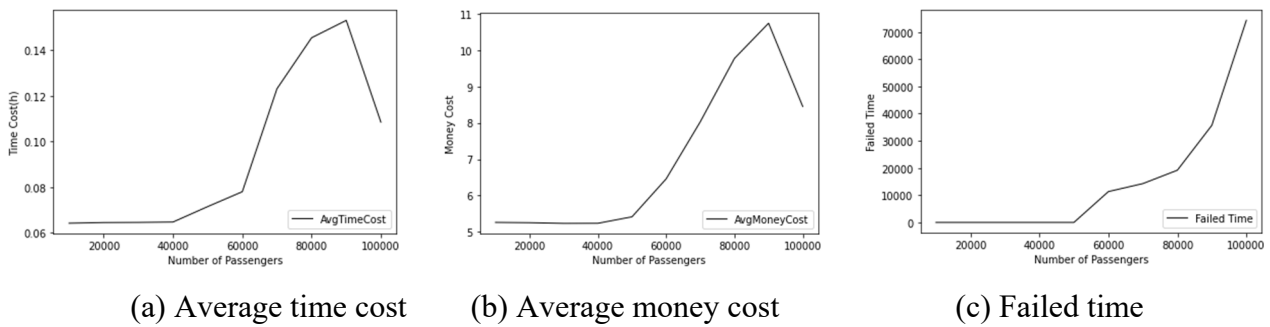 0.14
0.12
0.10
0.08
0.06
Time Cost(h)
AvgTimeCost
20000 40000 60000 80000 100000
Number of Passengers
11
10
9
8
7
6
5
Money Cost
AvgMoneyCost
20000 40000 60000 80000 100000
Number of Passengers
70000
60000
50000
40000
30000
20000
10000
0
Failed Time
Failed Time
20000 40000 60000 80000 100000
Number of Passengers
(a) Average time cost (b) Average money cost (c) Failed time